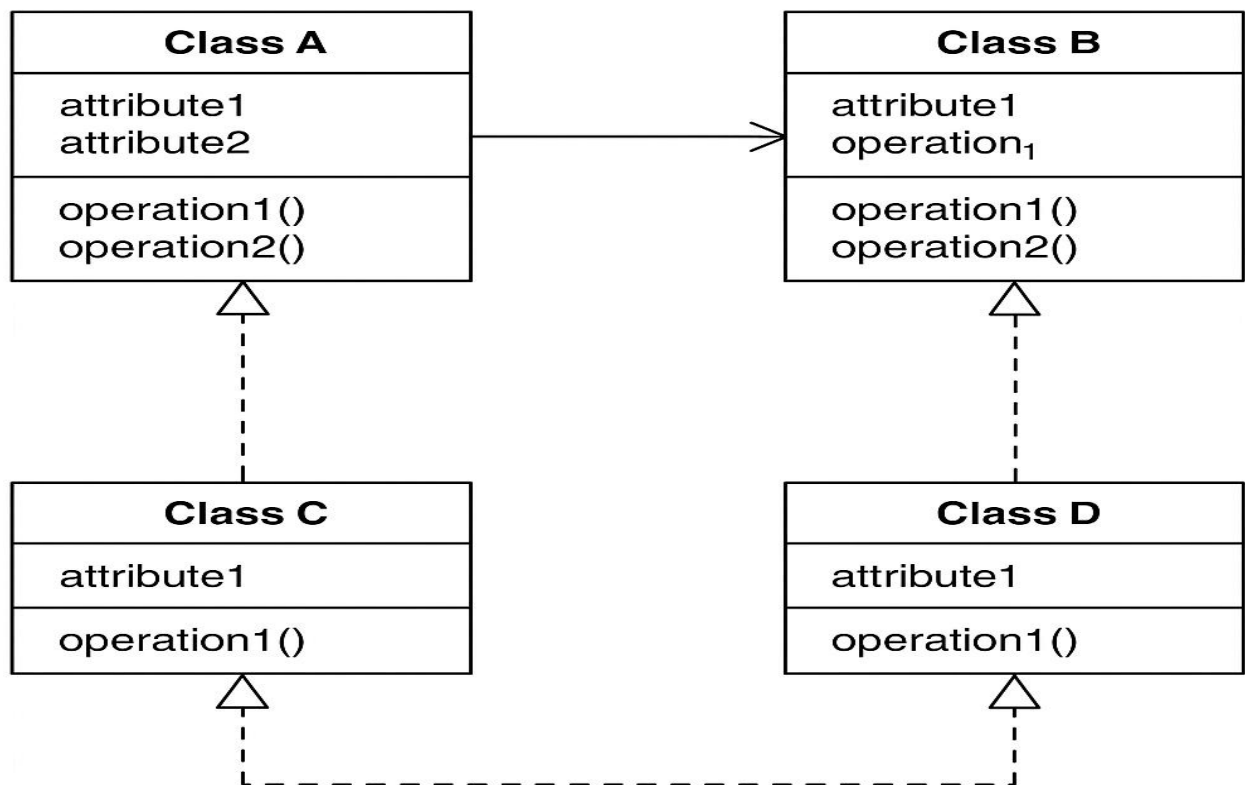 Class A
attribute1
attribute2
operation1()
operation2()
Class B
attribute1
operation₁
operation1()
operation2()
Class C
attribute1
operation1()
Class D
attribute1
operation1()